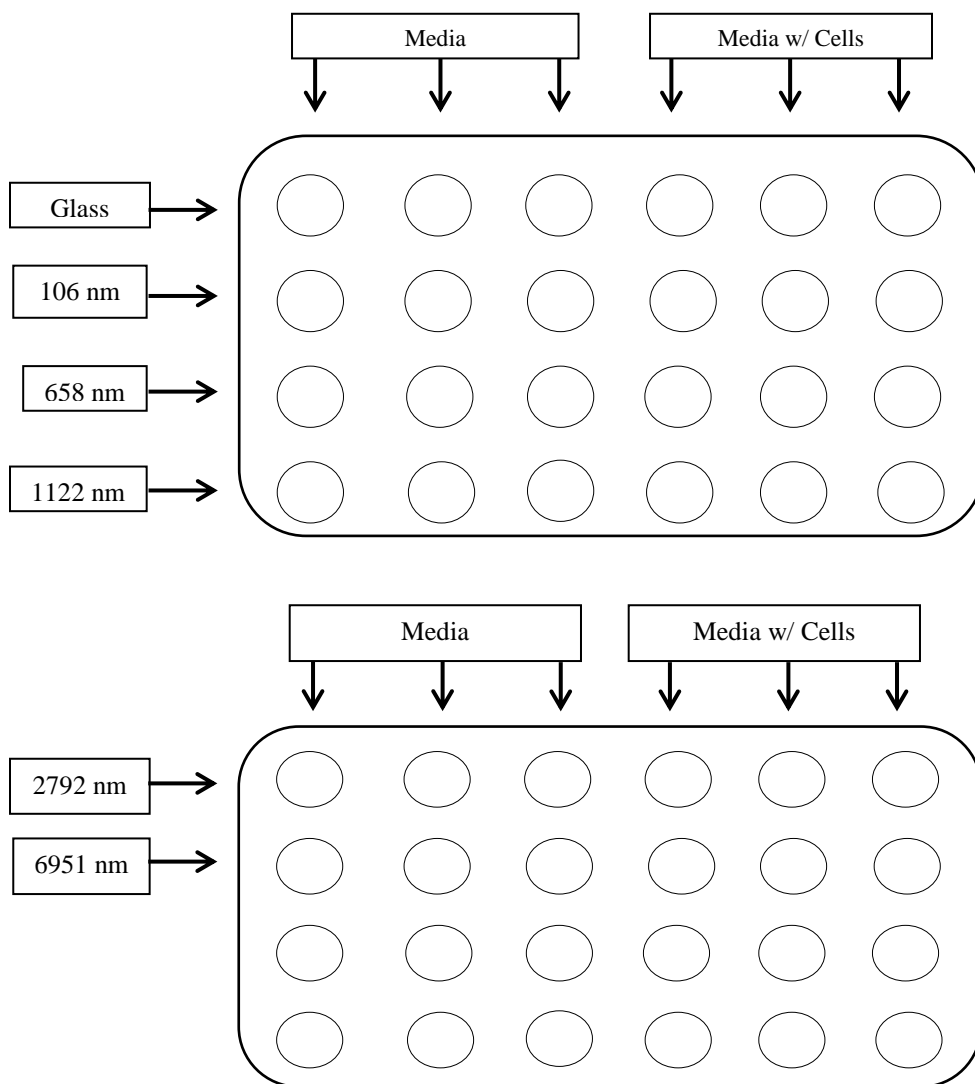 Media
Media w/ Cells
Glass
106 nm
658 nm
1122 nm
Media
Media w/ Cells
2792 nm
6951 nm